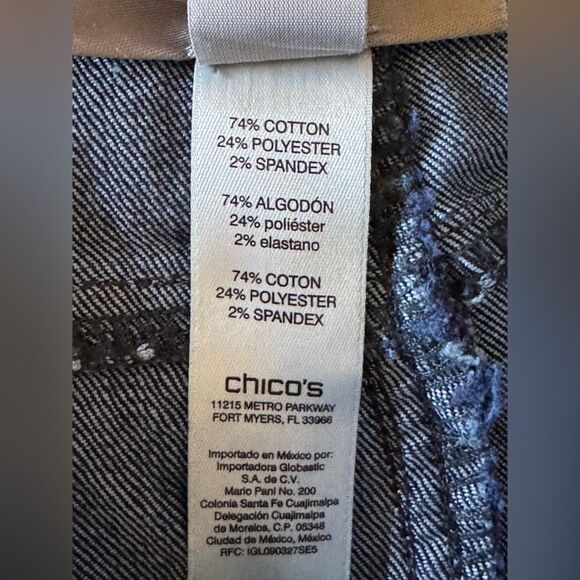 74% COTTON
24% POLYESTER
2% SPANDEX
74% ALGODÓN
24% poliéster
2% elastano
74% COTON
24% POLYESTER
2% SPANDEX
chico's
11215 METRO PARKWAY
FORT MYERS, FL 33966
Importado en México por:
Importadora Globastic
S.A. de C.V.
Mario Pani No. 200
Colonia Santa Fe Cuajimalpa
Delegación Cuajimalpa
de Morelos, C.P. 05348
Ciudad de México, México
RFC: IGL090327SE5